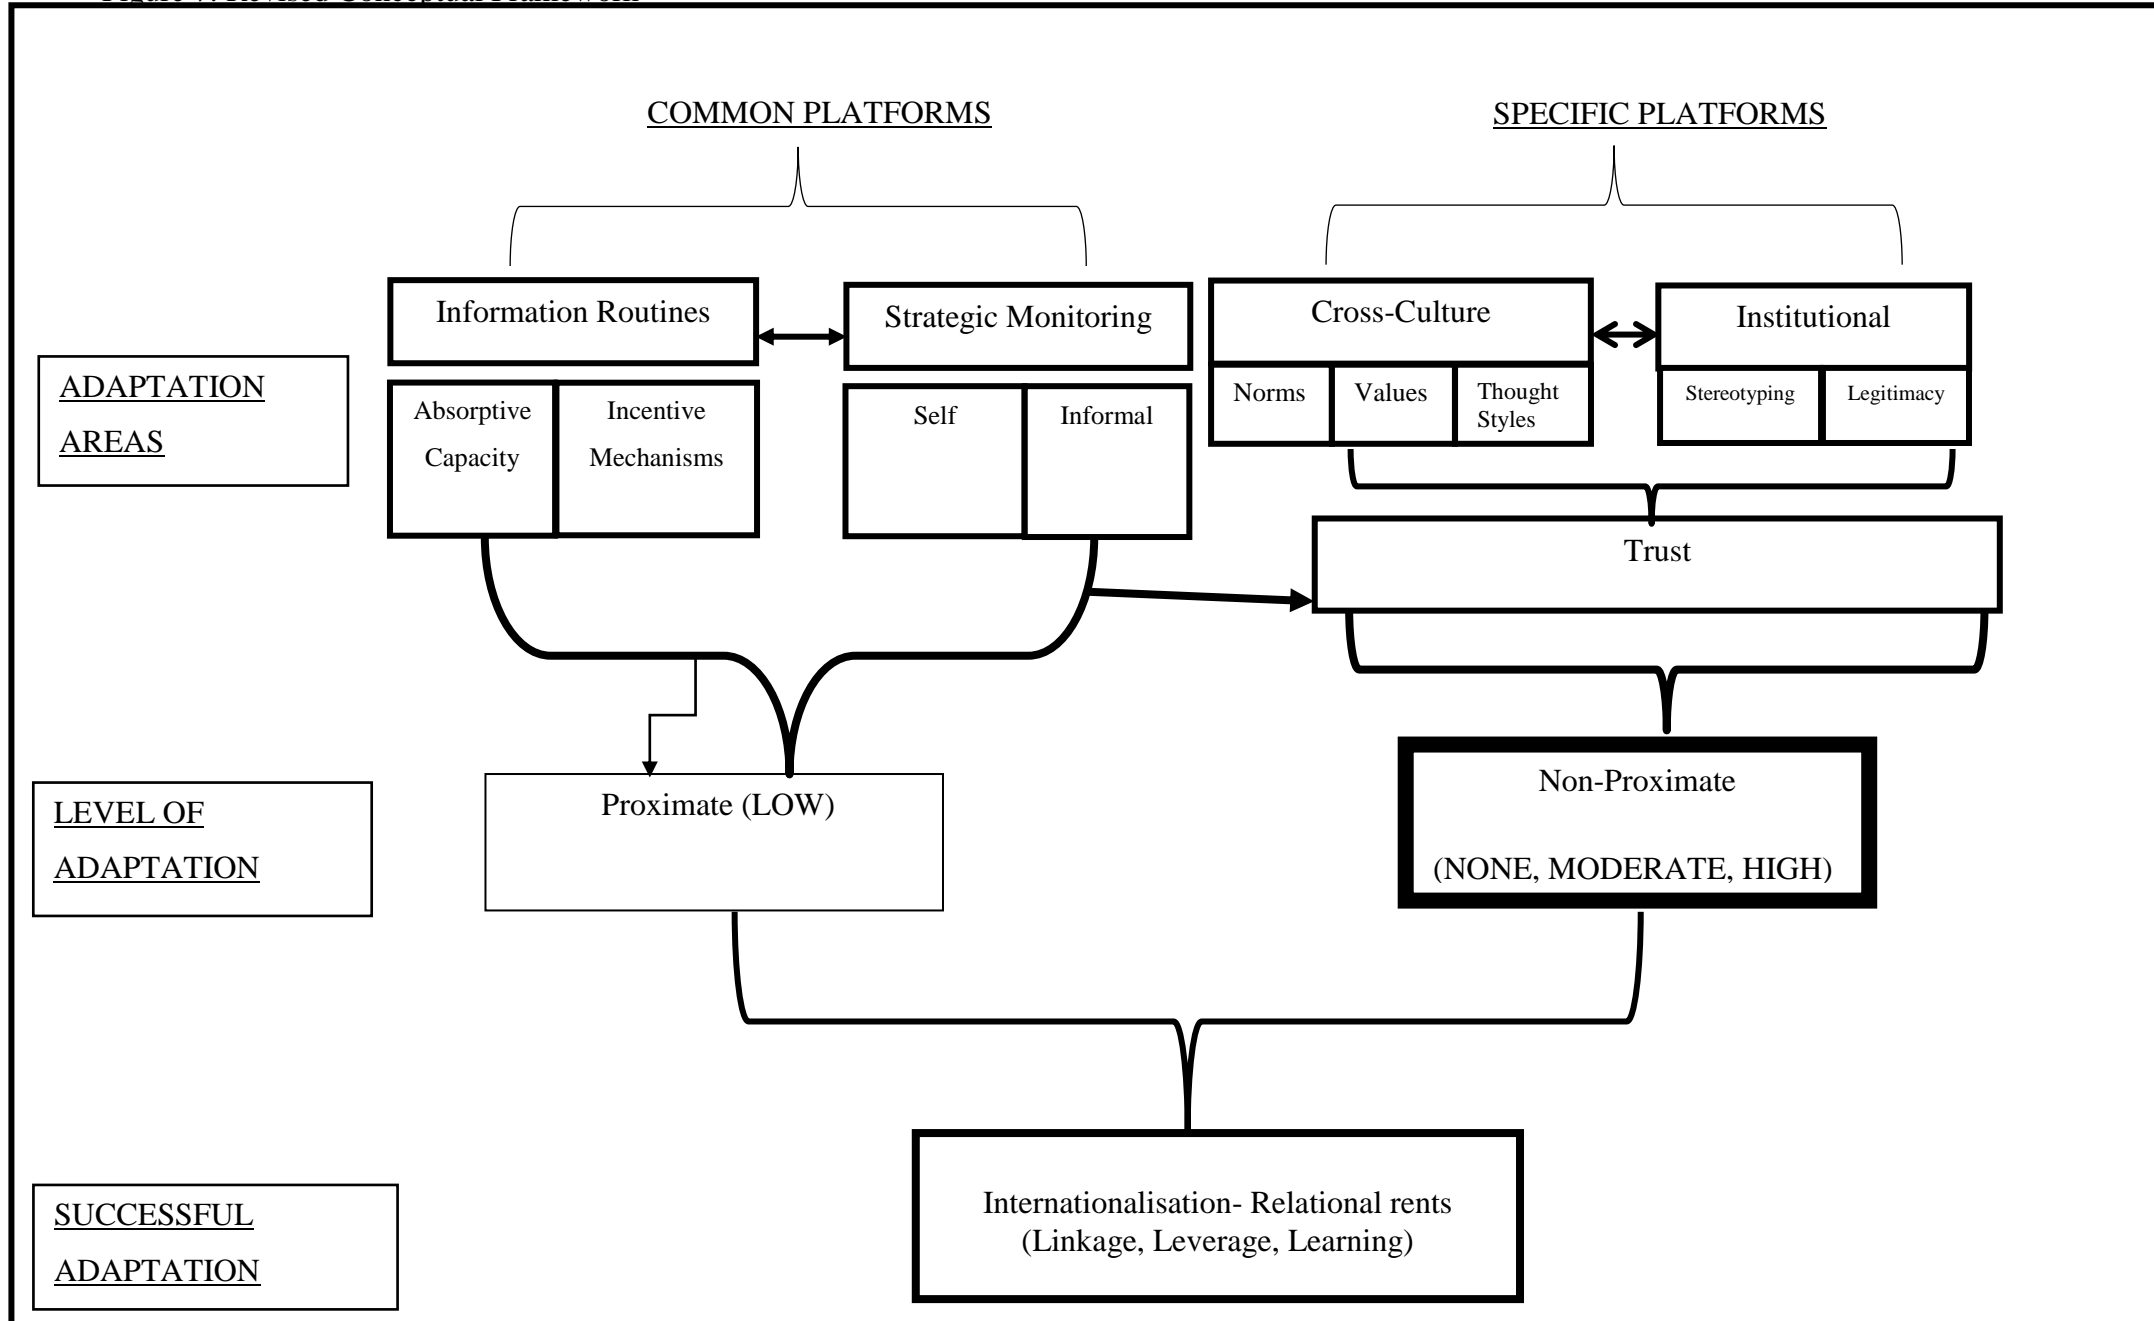 COMMON PLATFORMS
SPECIFIC PLATFORMS
Information Routines
Strategic Monitoring
Cross-Culture
Institutional
ADAPTATION
AREAS
Absorptive
Capacity
Incentive
Mechanisms
Self
Informal
Norms
Values
Thought
Styles
Stereotyping
Legitimacy
Trust
LEVEL OF
ADAPTATION
Proximate (LOW)
Non-Proximate
(NONE, MODERATE, HIGH)
SUCCESSFUL
ADAPTATION
Internationalisation- Relational rents
(Linkage, Leverage, Learning)